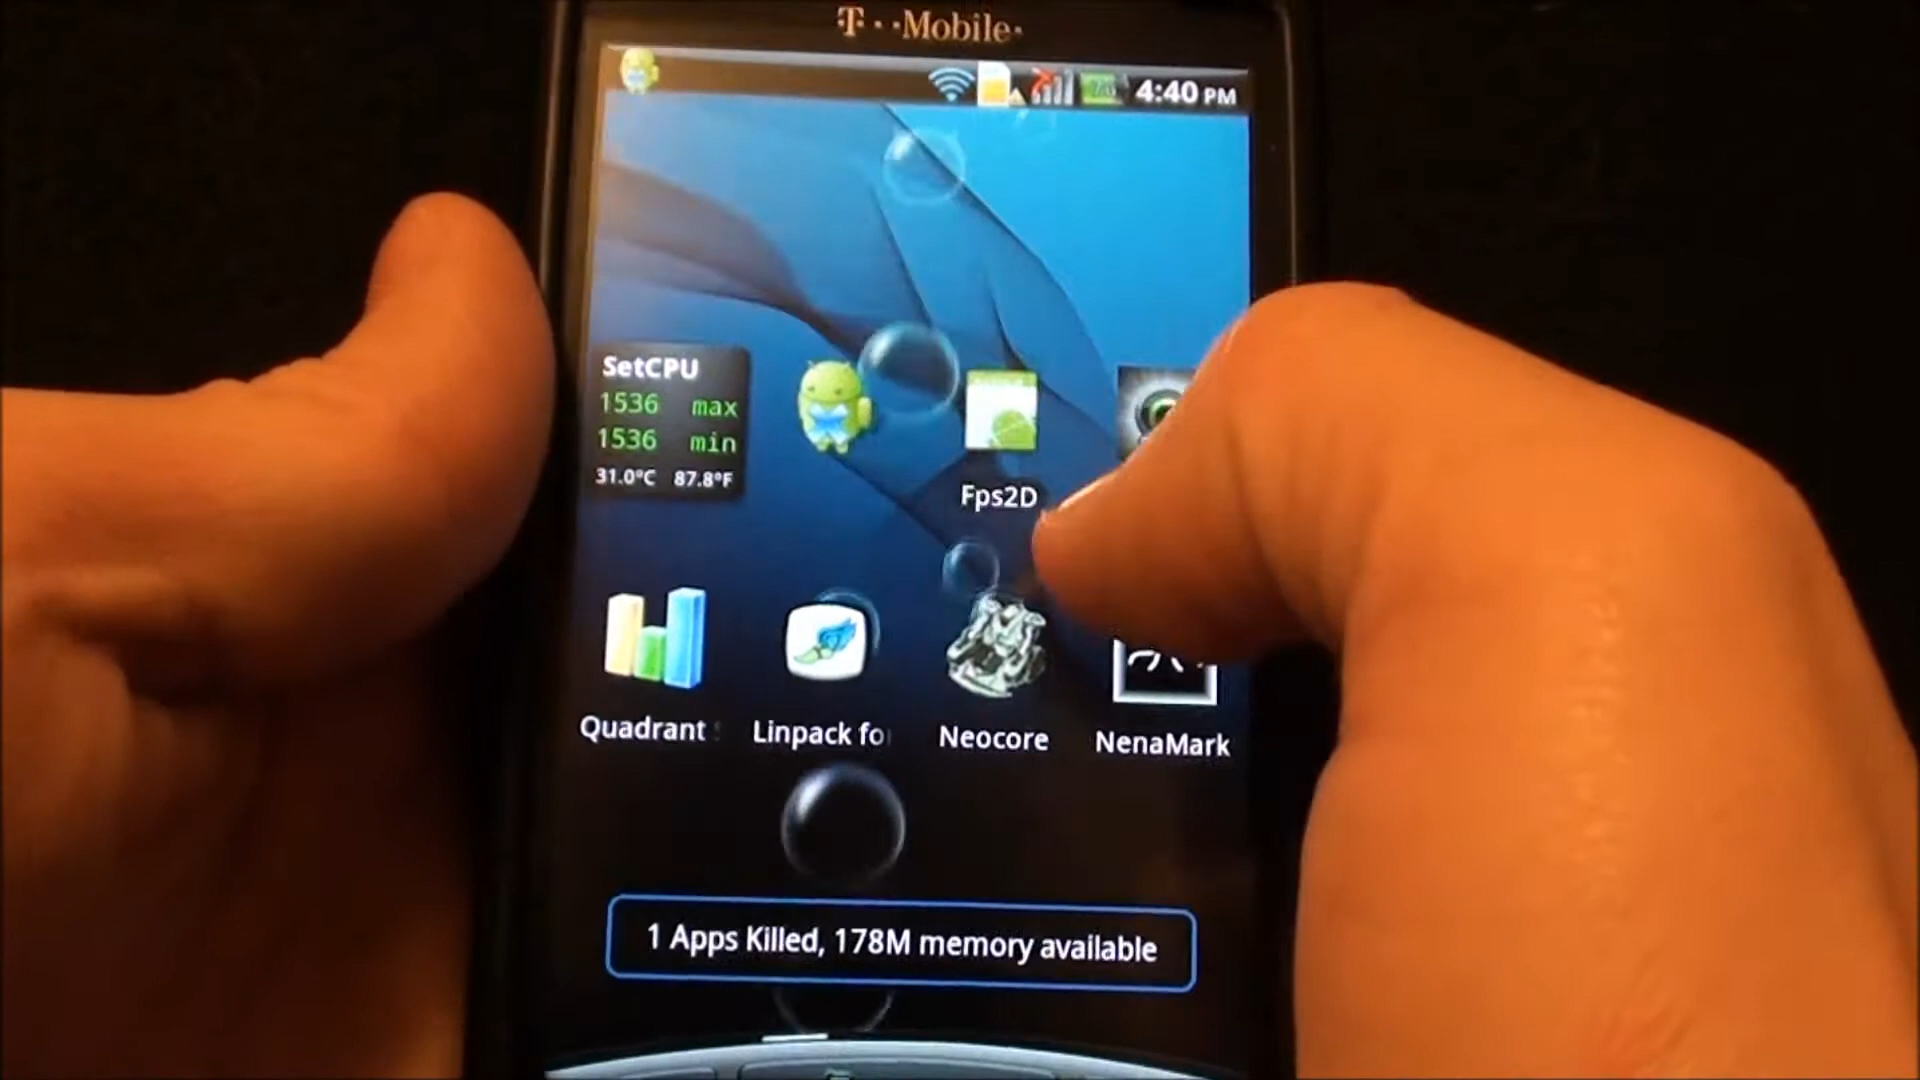 T··Mobile·
4:40 PM
SetCPU
1536 max
1536 min
31.0°C 87.8°F
Fps2D
Quadrant
Linpack fo
Neocore
NenaMark
1 Apps Killed, 178M memory available